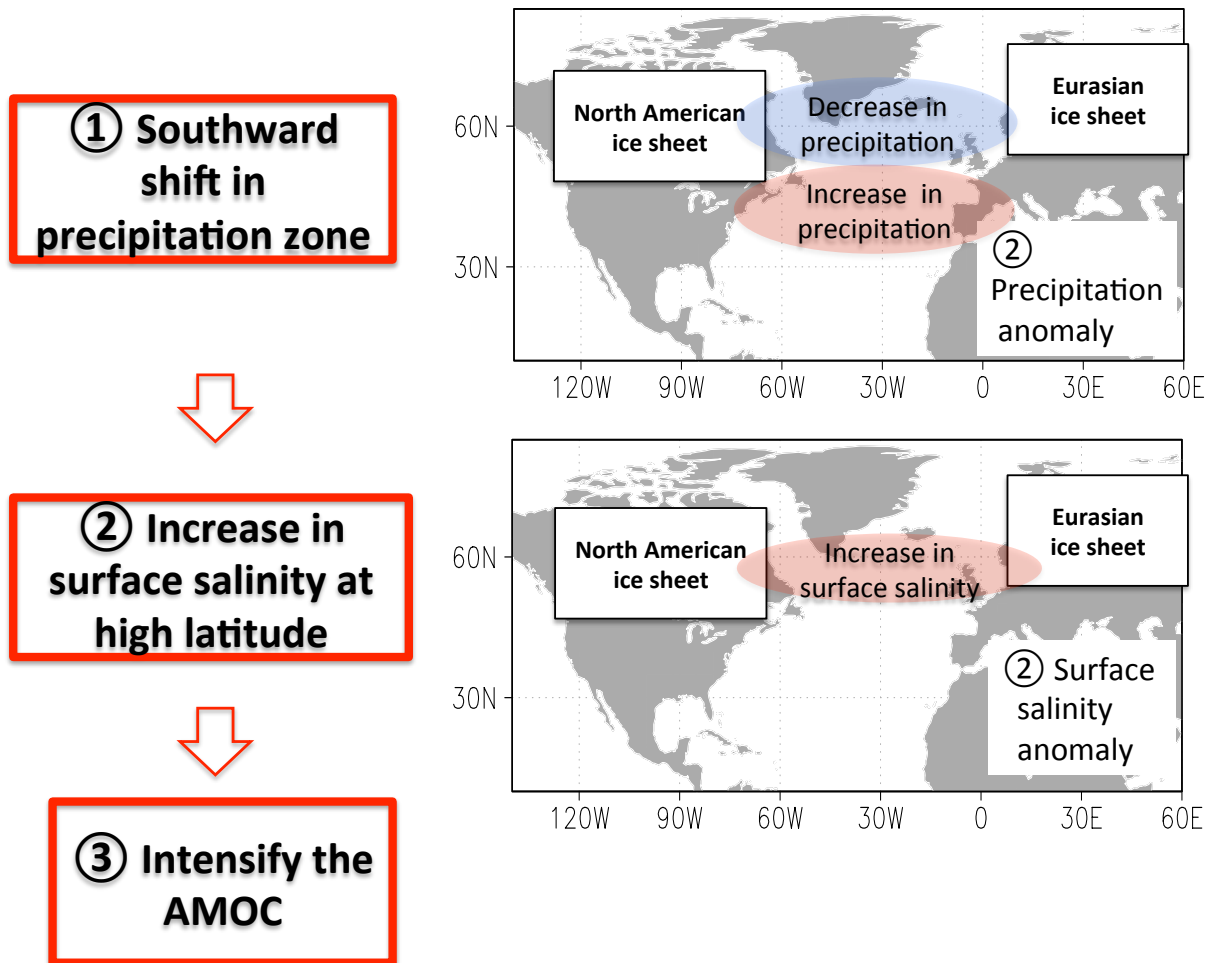 ① Southward
shift in
precipitation zone
② Increase in
surface salinity at
high latitude
③ Intensify the
AMOC
North American
ice sheet
Decrease in
precipitation
Increase in
precipitation
Eurasian
ice sheet
②
Precipitation
anomaly
60N
30N
120W 90W 60W 30W 0 30E 60E
North American
ice sheet
Increase in
surface salinity
Eurasian
ice sheet
② Surface
salinity
anomaly
60N
30N
120W 90W 60W 30W 0 30E 60E